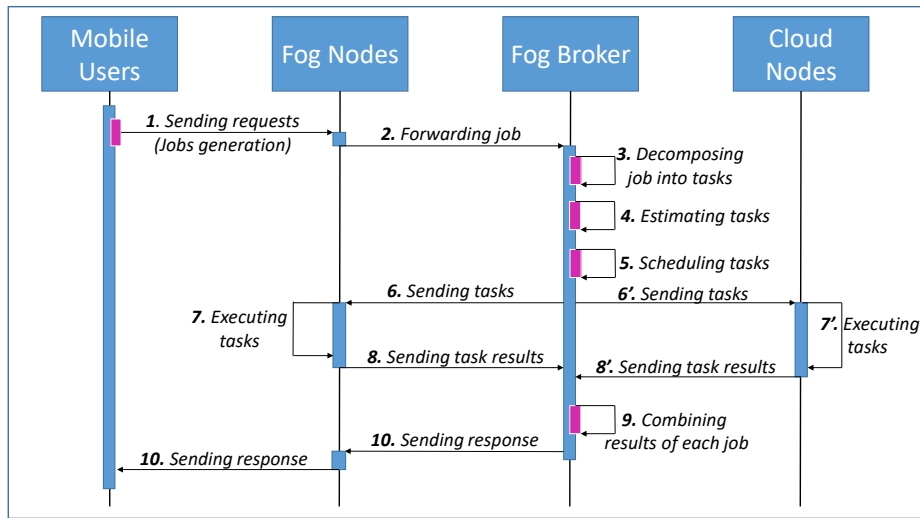 Mobile
Users
Fog Nodes
Fog Broker
Cloud
Nodes
1. Sending requests
(Jobs generation)
2. Forwarding job
3. Decomposing
job into tasks
4. Estimating tasks
5. Scheduling tasks
6. Sending tasks
6'. Sending tasks
7. Executing
tasks
7'. Executing
tasks
8. Sending task results
8'. Sending task results
9. Combining
results of each job
10. Sending response
10. Sending response